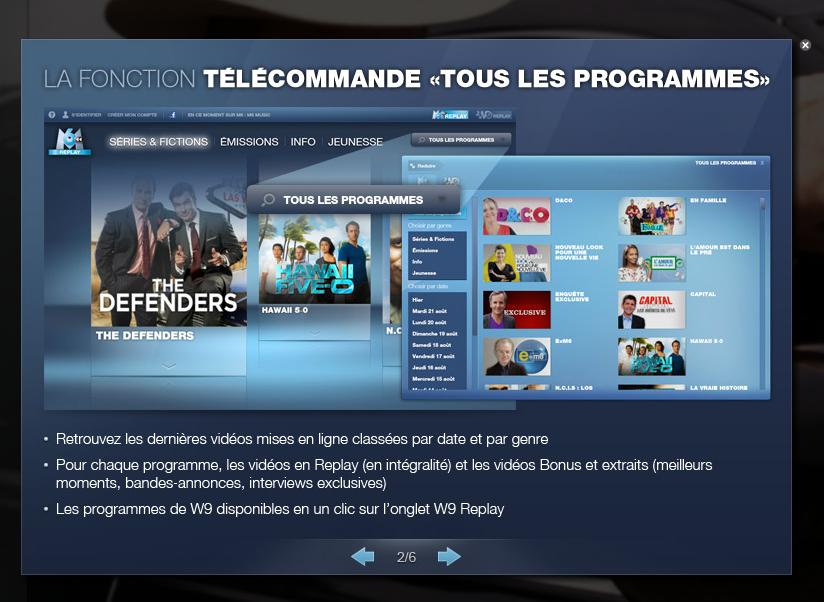 LA FONCTION TÉLÉCOMMANDE «TOUS LES PROGRAMMES»
S'IDENTIFIER CRÉER MON COMPTE f EN CE MOMENT SUR M6 : M6 MUSIC
M6 REPLAY W9 REPLAY
M6 REPLAY
SÉRIES & FICTIONS ÉMISSIONS INFO JEUNESSE
TOUS LES PROGRAMMES
TOUS LES PROGRAMMES
THE DEFENDERS
THE DEFENDERS
HAWAII FIVE-O
HAWAII 5-0
N.C
Réduire
TOUS LES PROGRAMMES X
Choisir par genre
Séries & Fictions
Émissions
Info
Jeunesse
Choisir par date
Hier
Mardi 21 août
Lundi 20 août
Dimanche 19 août
Samedi 18 août
Vendredi 17 août
Jeudi 16 août
Mercredi 15 août
D&CO
D&CO
EN FAMILLE
NOUVEAU LOOK
POUR UNE
NOUVELLE VIE
L'AMOUR EST DANS
LE PRÉ
EXCLUSIVE
ENQUÊTE
EXCLUSIVE
CAPITAL
CAPITAL
e=m6
E=M6
HAWAII FIVE-O
HAWAII 5-0
N.C.I.S : LOS
LA VRAIE HISTOIRE
• Retrouvez les dernières vidéos mises en ligne classées par date et par genre
• Pour chaque programme, les vidéos en Replay (en intégralité) et les vidéos Bonus et extraits (meilleurs
moments, bandes-annonces, interviews exclusives)
• Les programmes de W9 disponibles en un clic sur l'onglet W9 Replay
2/6